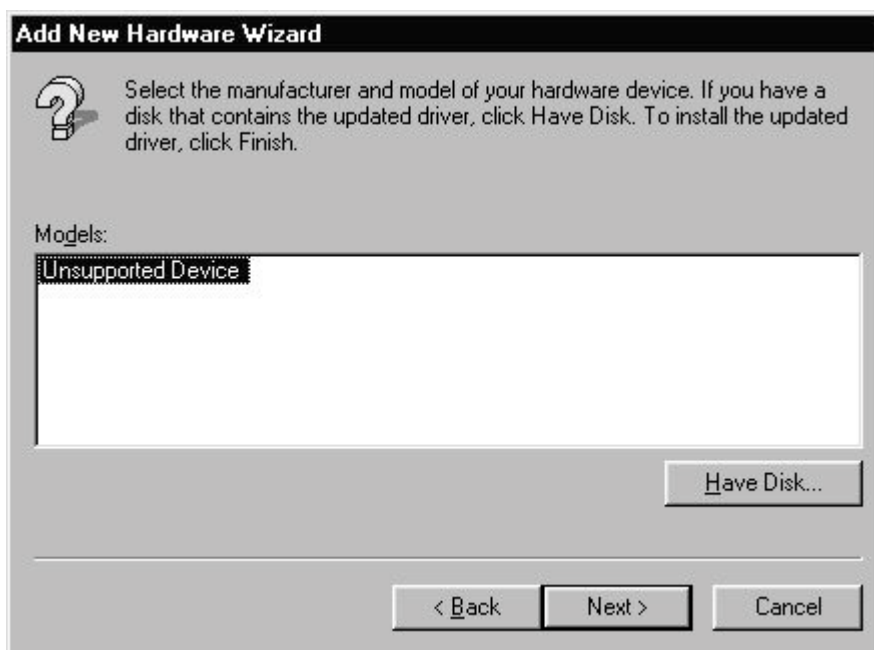 Add New Hardware Wizard
Select the manufacturer and model of your hardware device. If you have a
disk that contains the updated driver, click Have Disk. To install the updated
driver, click Finish.
Models:
Unsupported Device
Have Disk...
< Back Next > Cancel